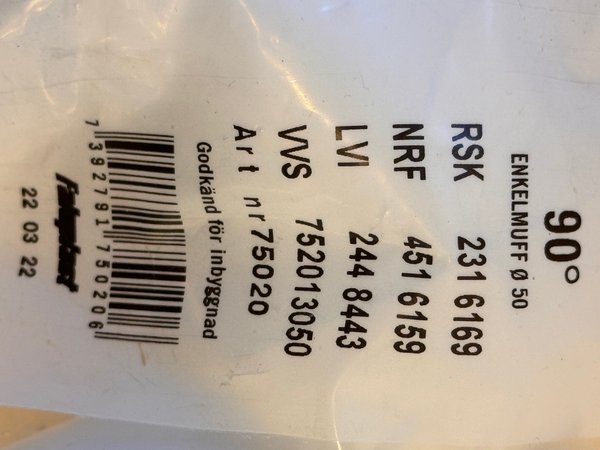 90°
ENKELMUFF Ø 50
RSK 231 6169
NRF 451 6159
LVI 244 8443
VVS 752013050
Art nr 75020
Godkänd för inbyggnad
7 392791 750206
22 03 22